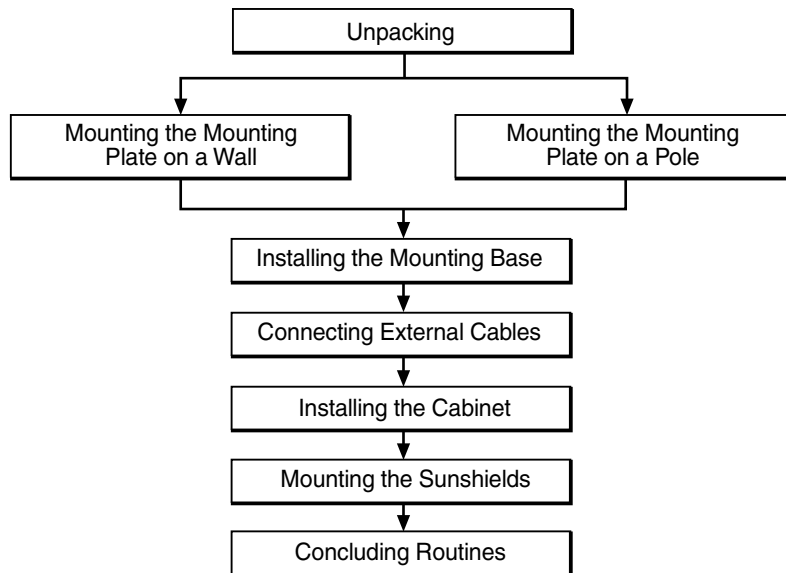 Unpacking
Mounting the Mounting
Plate on a Wall
Mounting the Mounting
Plate on a Pole
Installing the Mounting Base
Connecting External Cables
Installing the Cabinet
Mounting the Sunshields
Concluding Routines